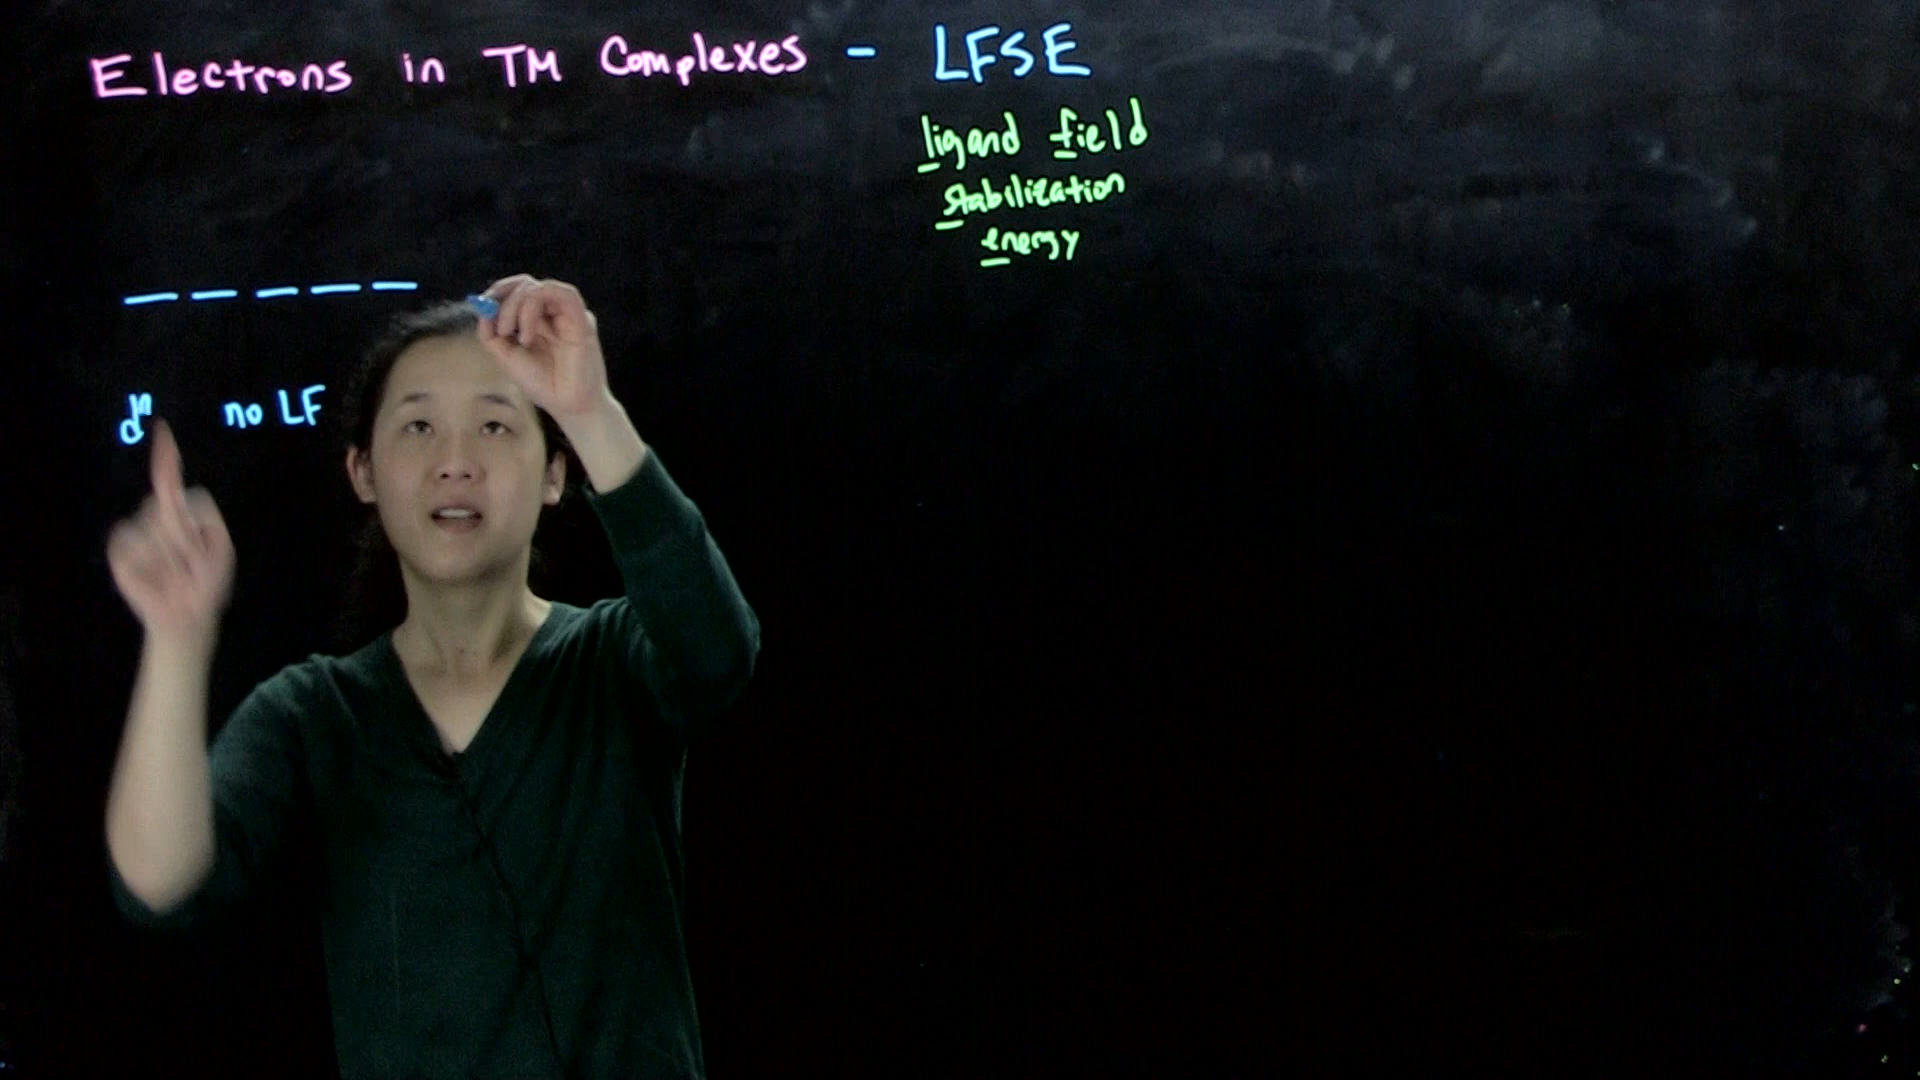 Electrons in TM Complexes - LFSE
ligand field
stabilization
energy
dⁿ no LF